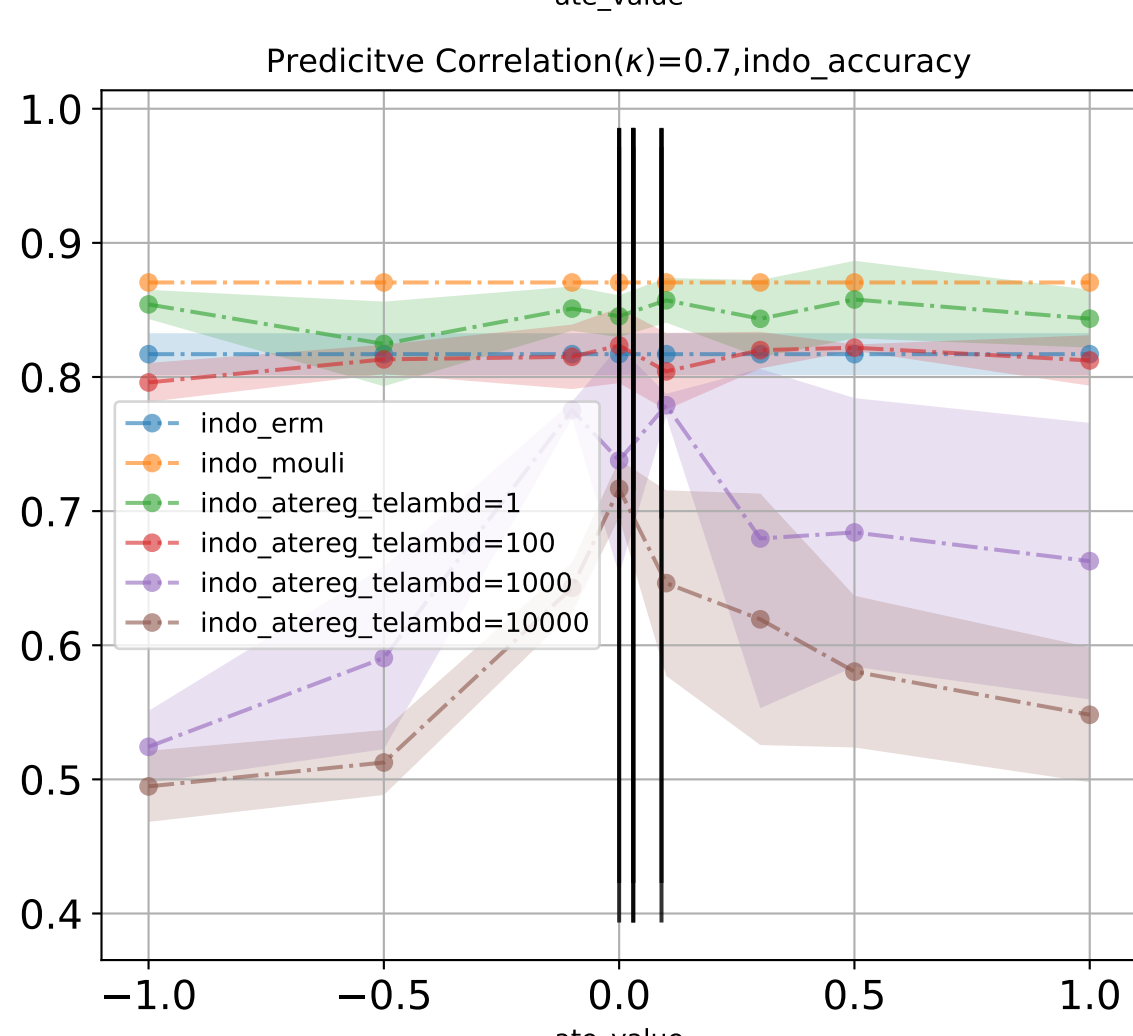 ate_value
Predicitve Correlation(κ)=0.7,indo_accuracy
1.0
0.9
0.8
0.7
0.6
0.5
0.4
indo_erm
indo_mouli
indo_atereg_telambd=1
indo_atereg_telambd=100
indo_atereg_telambd=1000
indo_atereg_telambd=10000
−1.0 −0.5 0.0 0.5 1.0
ate_value